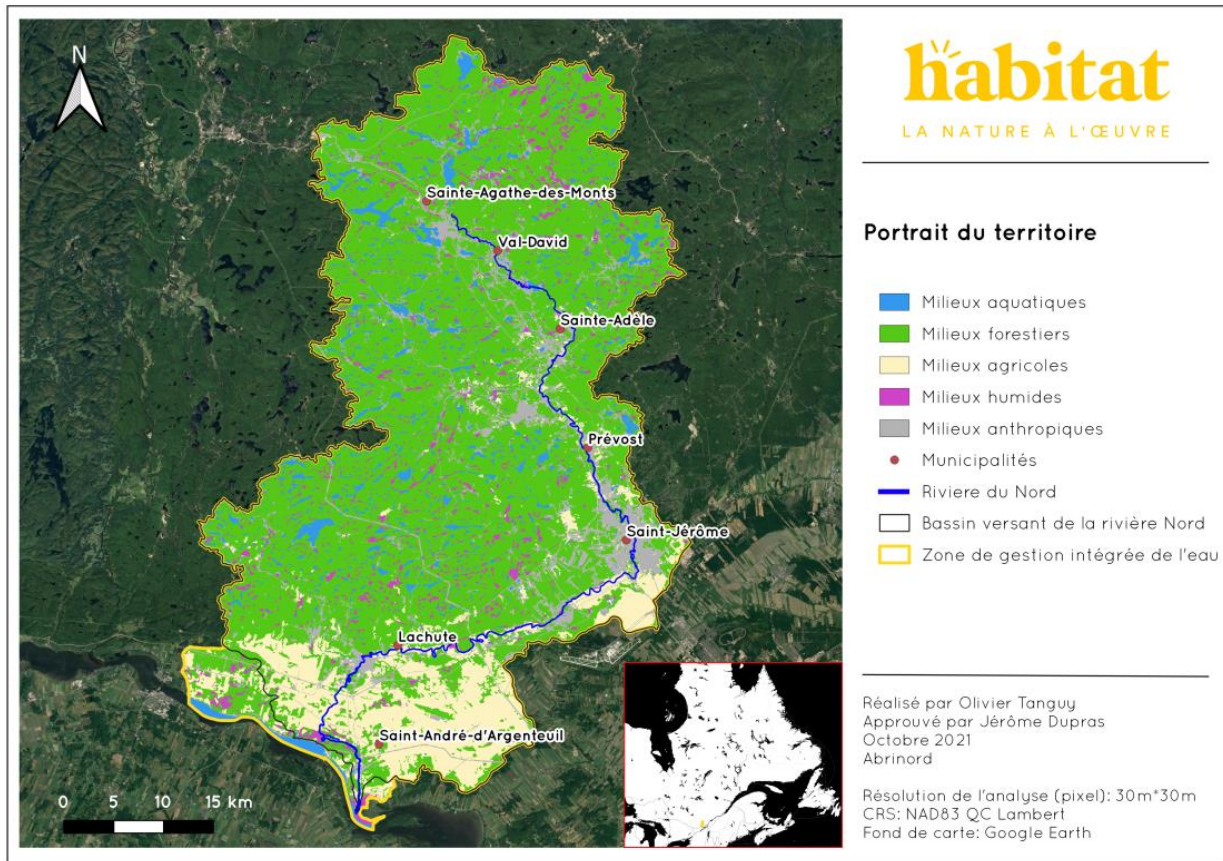 N
Sainte-Agathe-des-Monts
Val-David
Sainte-Adèle
Prévost
Saint-Jérôme
Lachute
Saint-André-d'Argenteuil
0 5 10 15 km
habitat
LA NATURE À L'ŒUVRE
Portrait du territoire
Milieux aquatiques
Milieux forestiers
Milieux agricoles
Milieux humides
Milieux anthropiques
Municipalités
Riviere du Nord
Bassin versant de la rivière Nord
Zone de gestion intégrée de l'eau
Réalisé par Olivier Tanguy
Approuvé par Jérôme Dupras
Octobre 2021
Abrinord
Résolution de l'analyse (pixel): 30m*30m
CRS: NAD83 QC Lambert
Fond de carte: Google Earth